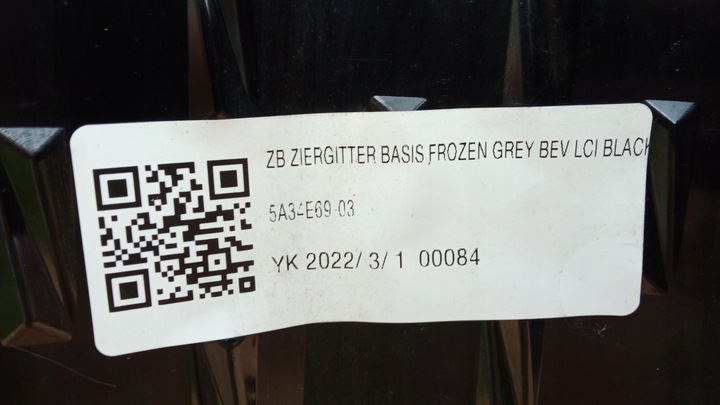 ZB ZIERGITTER BASIS FROZEN GREY BEV LCI BLACK
5A34E69-03
YK 2022/ 3/ 1 00084